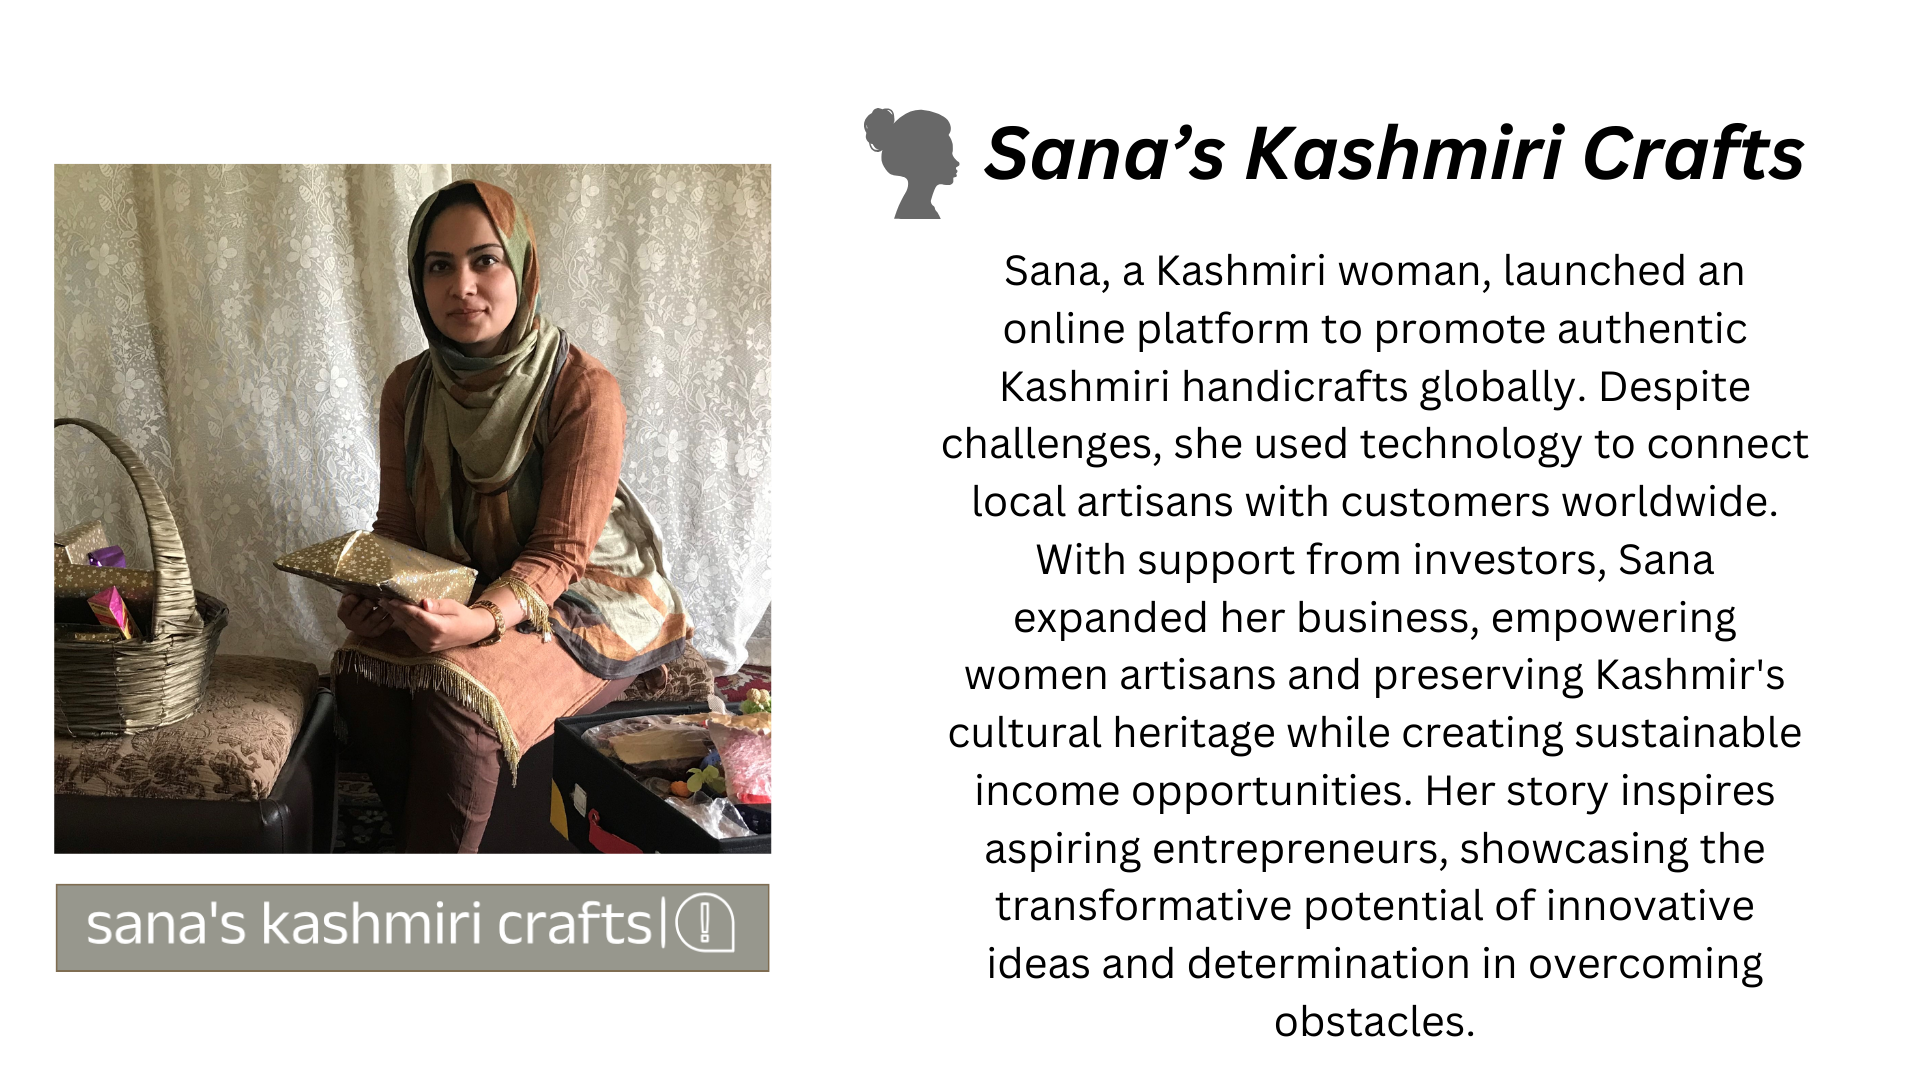 Sana’s Kashmiri Crafts
Sana, a Kashmiri woman, launched an
online platform to promote authentic
Kashmiri handicrafts globally. Despite
challenges, she used technology to connect
local artisans with customers worldwide.
With support from investors, Sana
expanded her business, empowering
women artisans and preserving Kashmir's
cultural heritage while creating sustainable
income opportunities. Her story inspires
aspiring entrepreneurs, showcasing the
transformative potential of innovative
ideas and determination in overcoming
obstacles.
sana's kashmiri crafts|!